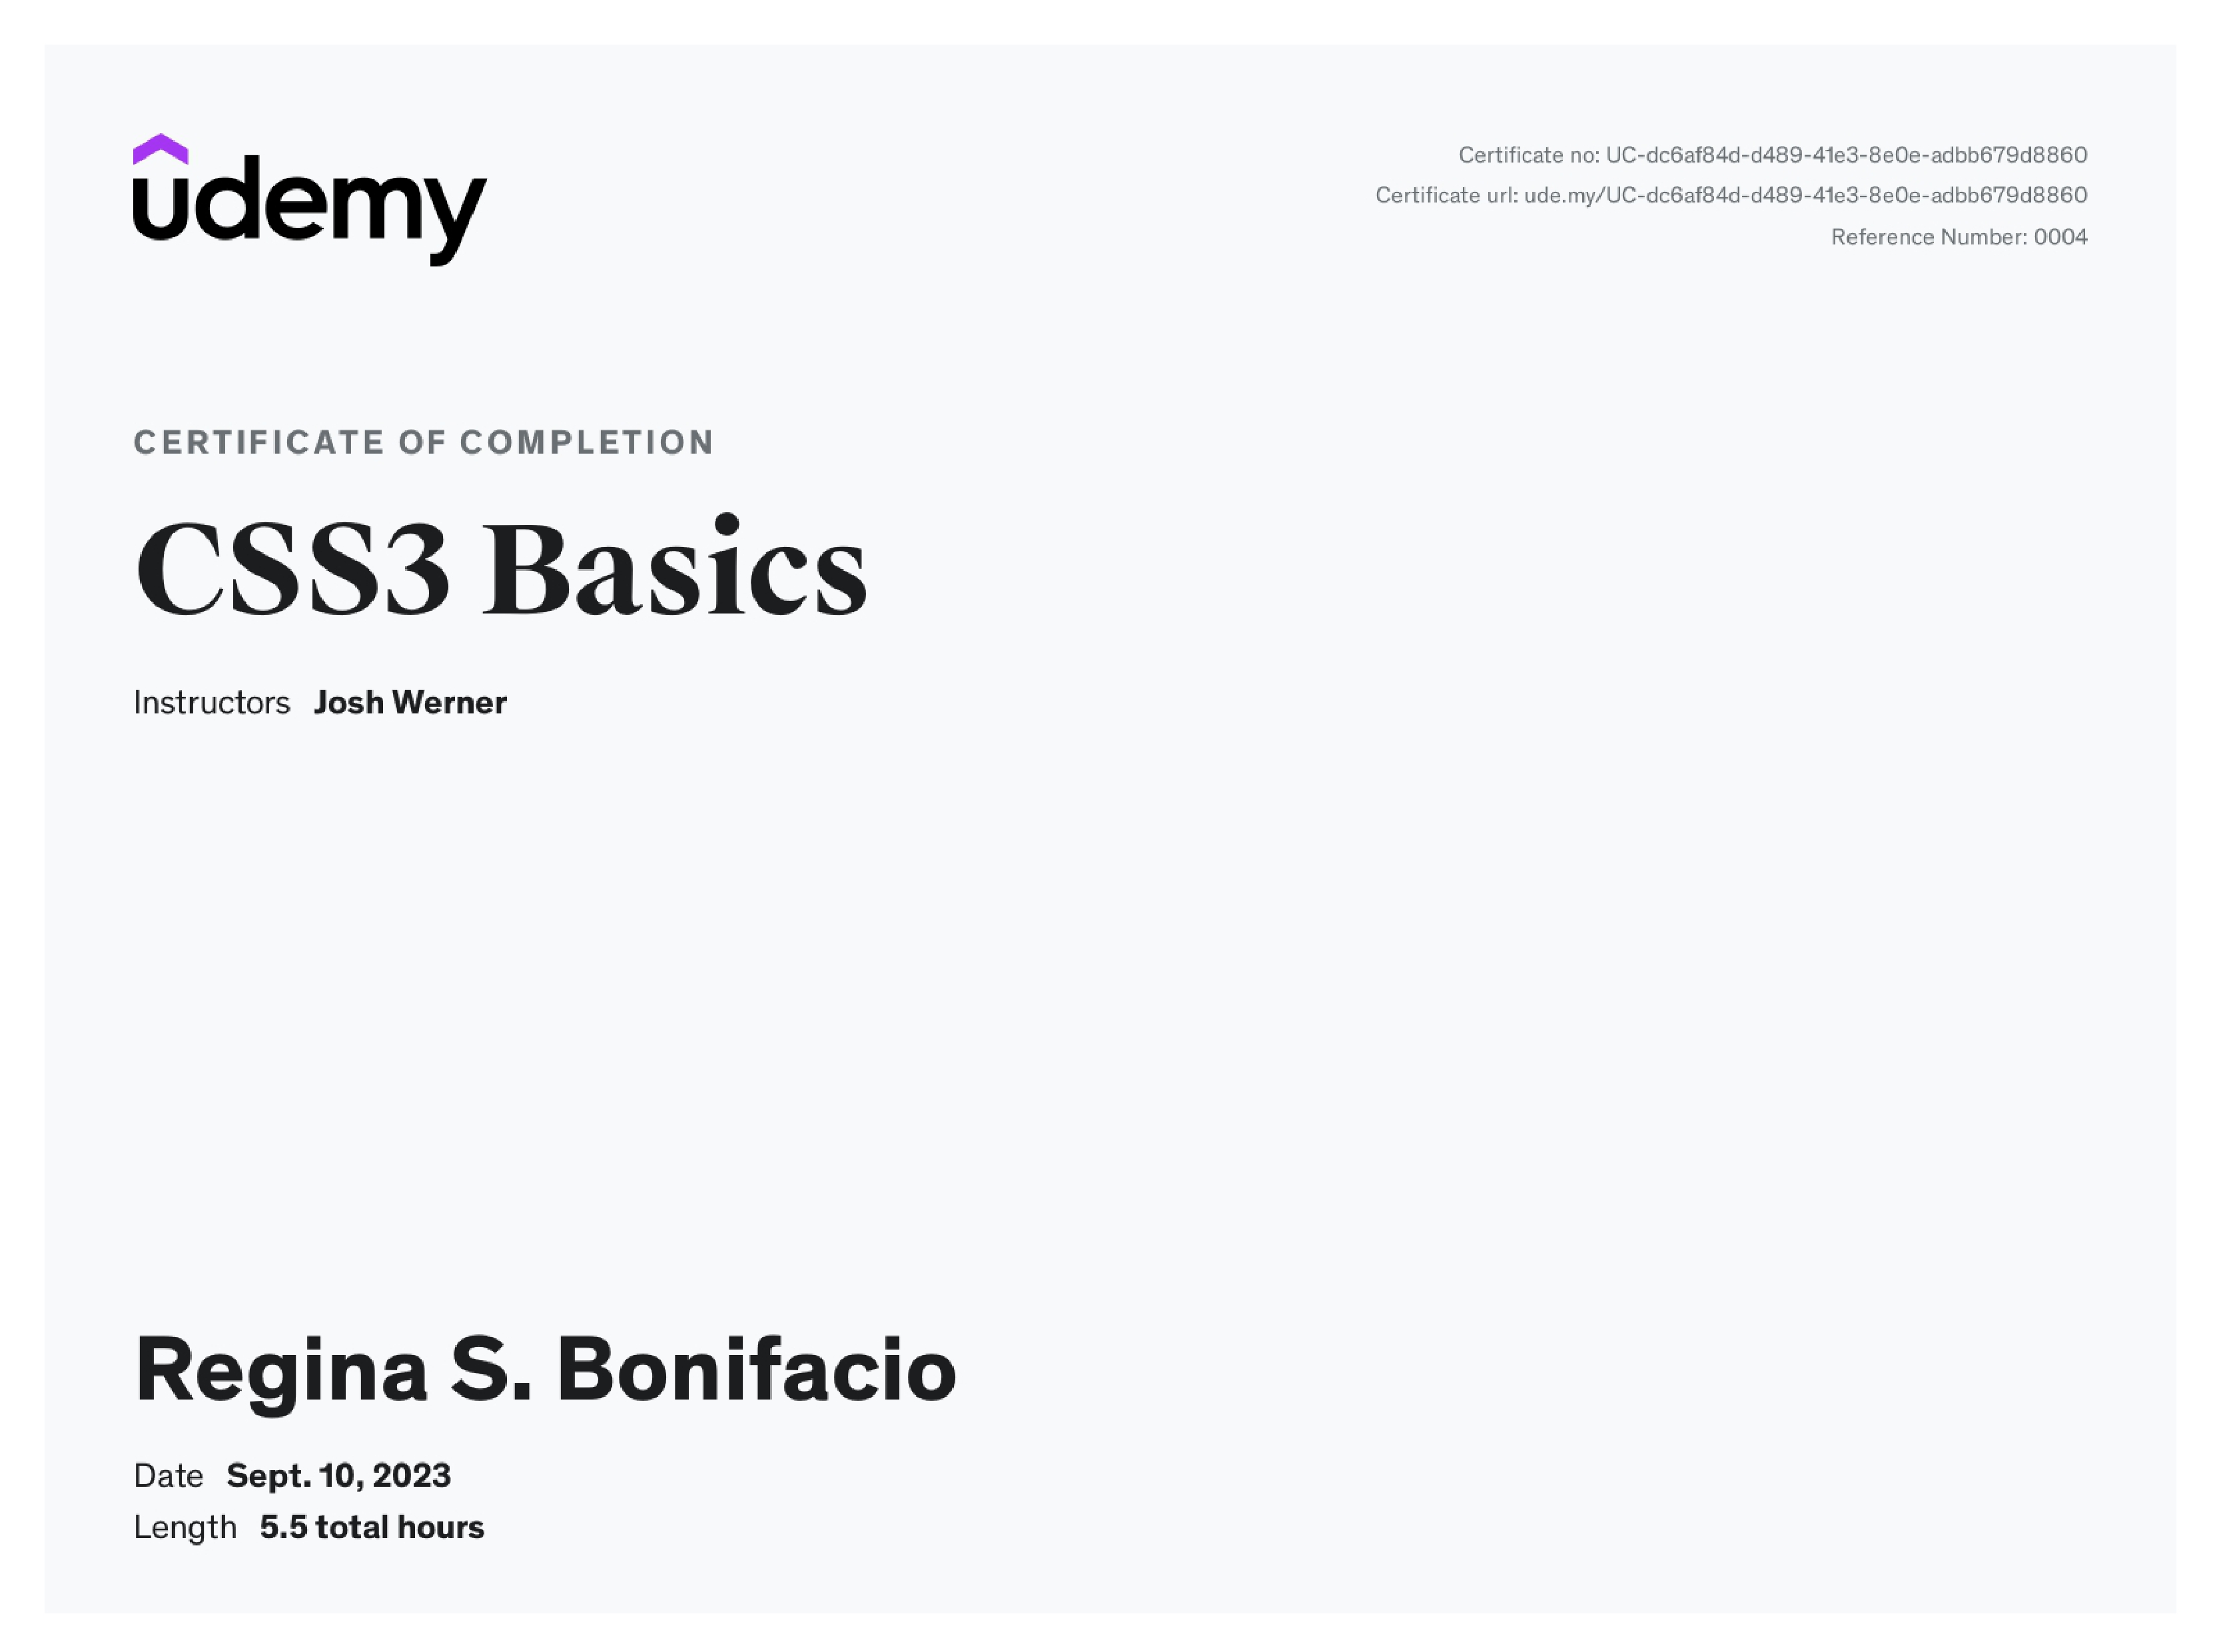 udemy
Certificate no: UC-dc6af84d-d489-41e3-8e0e-adbb679d8860
Certificate url: ude.my/UC-dc6af84d-d489-41e3-8e0e-adbb679d8860
Reference Number: 0004
CERTIFICATE OF COMPLETION
CSS3 Basics
Instructors Josh Werner
Regina S. Bonifacio
Date Sept. 10, 2023
Length 5.5 total hours